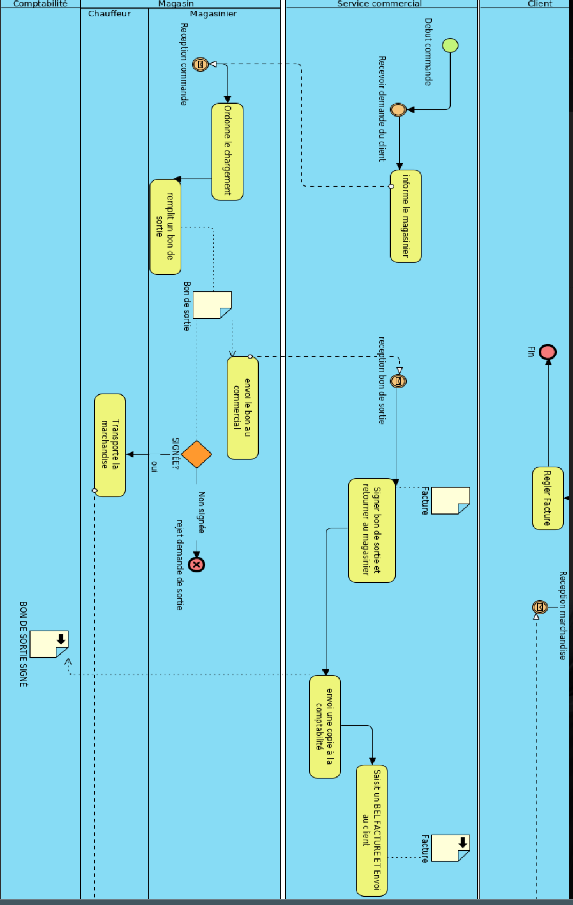 Comptabilité
Magasin
Chauffeur
Magasinier
Service commercial
Client
Debut commande
Recevoir demande du client
informe le magasinier
Reception commande
Ordonne le chargement
remplit un bon de
sortie
Bon de sortie
envoi le bon au
commercial
reception bon de sortie
SIGNÉE?
oui
Non signée
rejet demande de sortie
Transporte la
marchandise
Signer bon de sortie et
retourner au magasinier
Facture
Fin
Regler Facture
Reception marchandise
BON DE SORTIE SIGNÉ
envoi une copie à la
comptabilité
Saisit un BEL FACTURE ET Envoi
au client
Facture